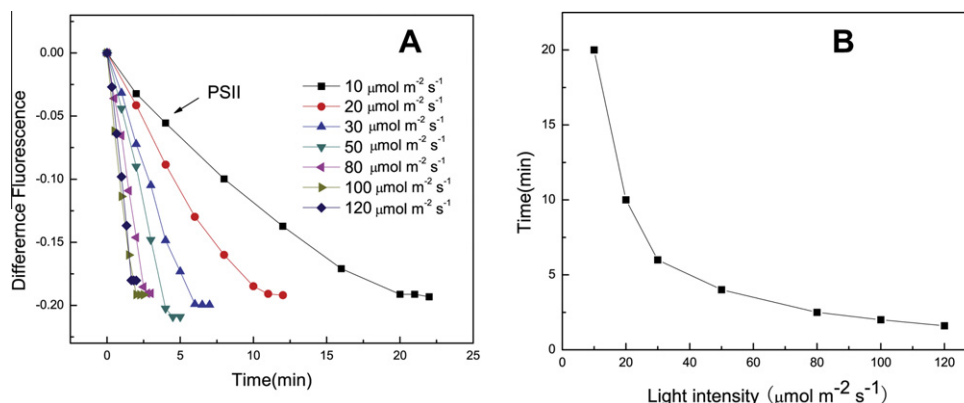 A
PSII
10 μmol m⁻² s⁻¹
20 μmol m⁻² s⁻¹
30 μmol m⁻² s⁻¹
50 μmol m⁻² s⁻¹
80 μmol m⁻² s⁻¹
100 μmol m⁻² s⁻¹
120 μmol m⁻² s⁻¹
Differernce Fluorescence
0.00
-0.05
-0.10
-0.15
-0.20
0 5 10 15 20 25
Time(min)
B
Time(min)
20
15
10
5
0
0 20 40 60 80 100 120
Light intensity (μmol m⁻² s⁻¹)